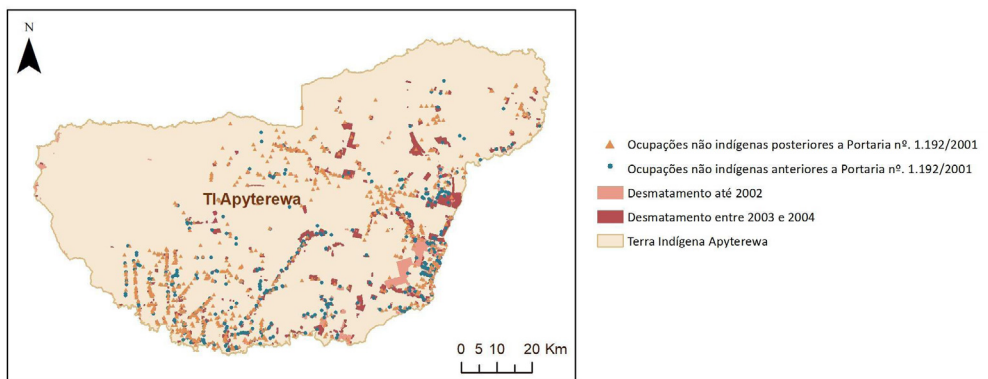 N
TI Apyterewa
0 5 10 20 Km
Ocupações não indígenas posteriores a Portaria nº. 1.192/2001
Ocupações não indígenas anteriores a Portaria nº. 1.192/2001
Desmatamento até 2002
Desmatamento entre 2003 e 2004
Terra Indígena Apyterewa